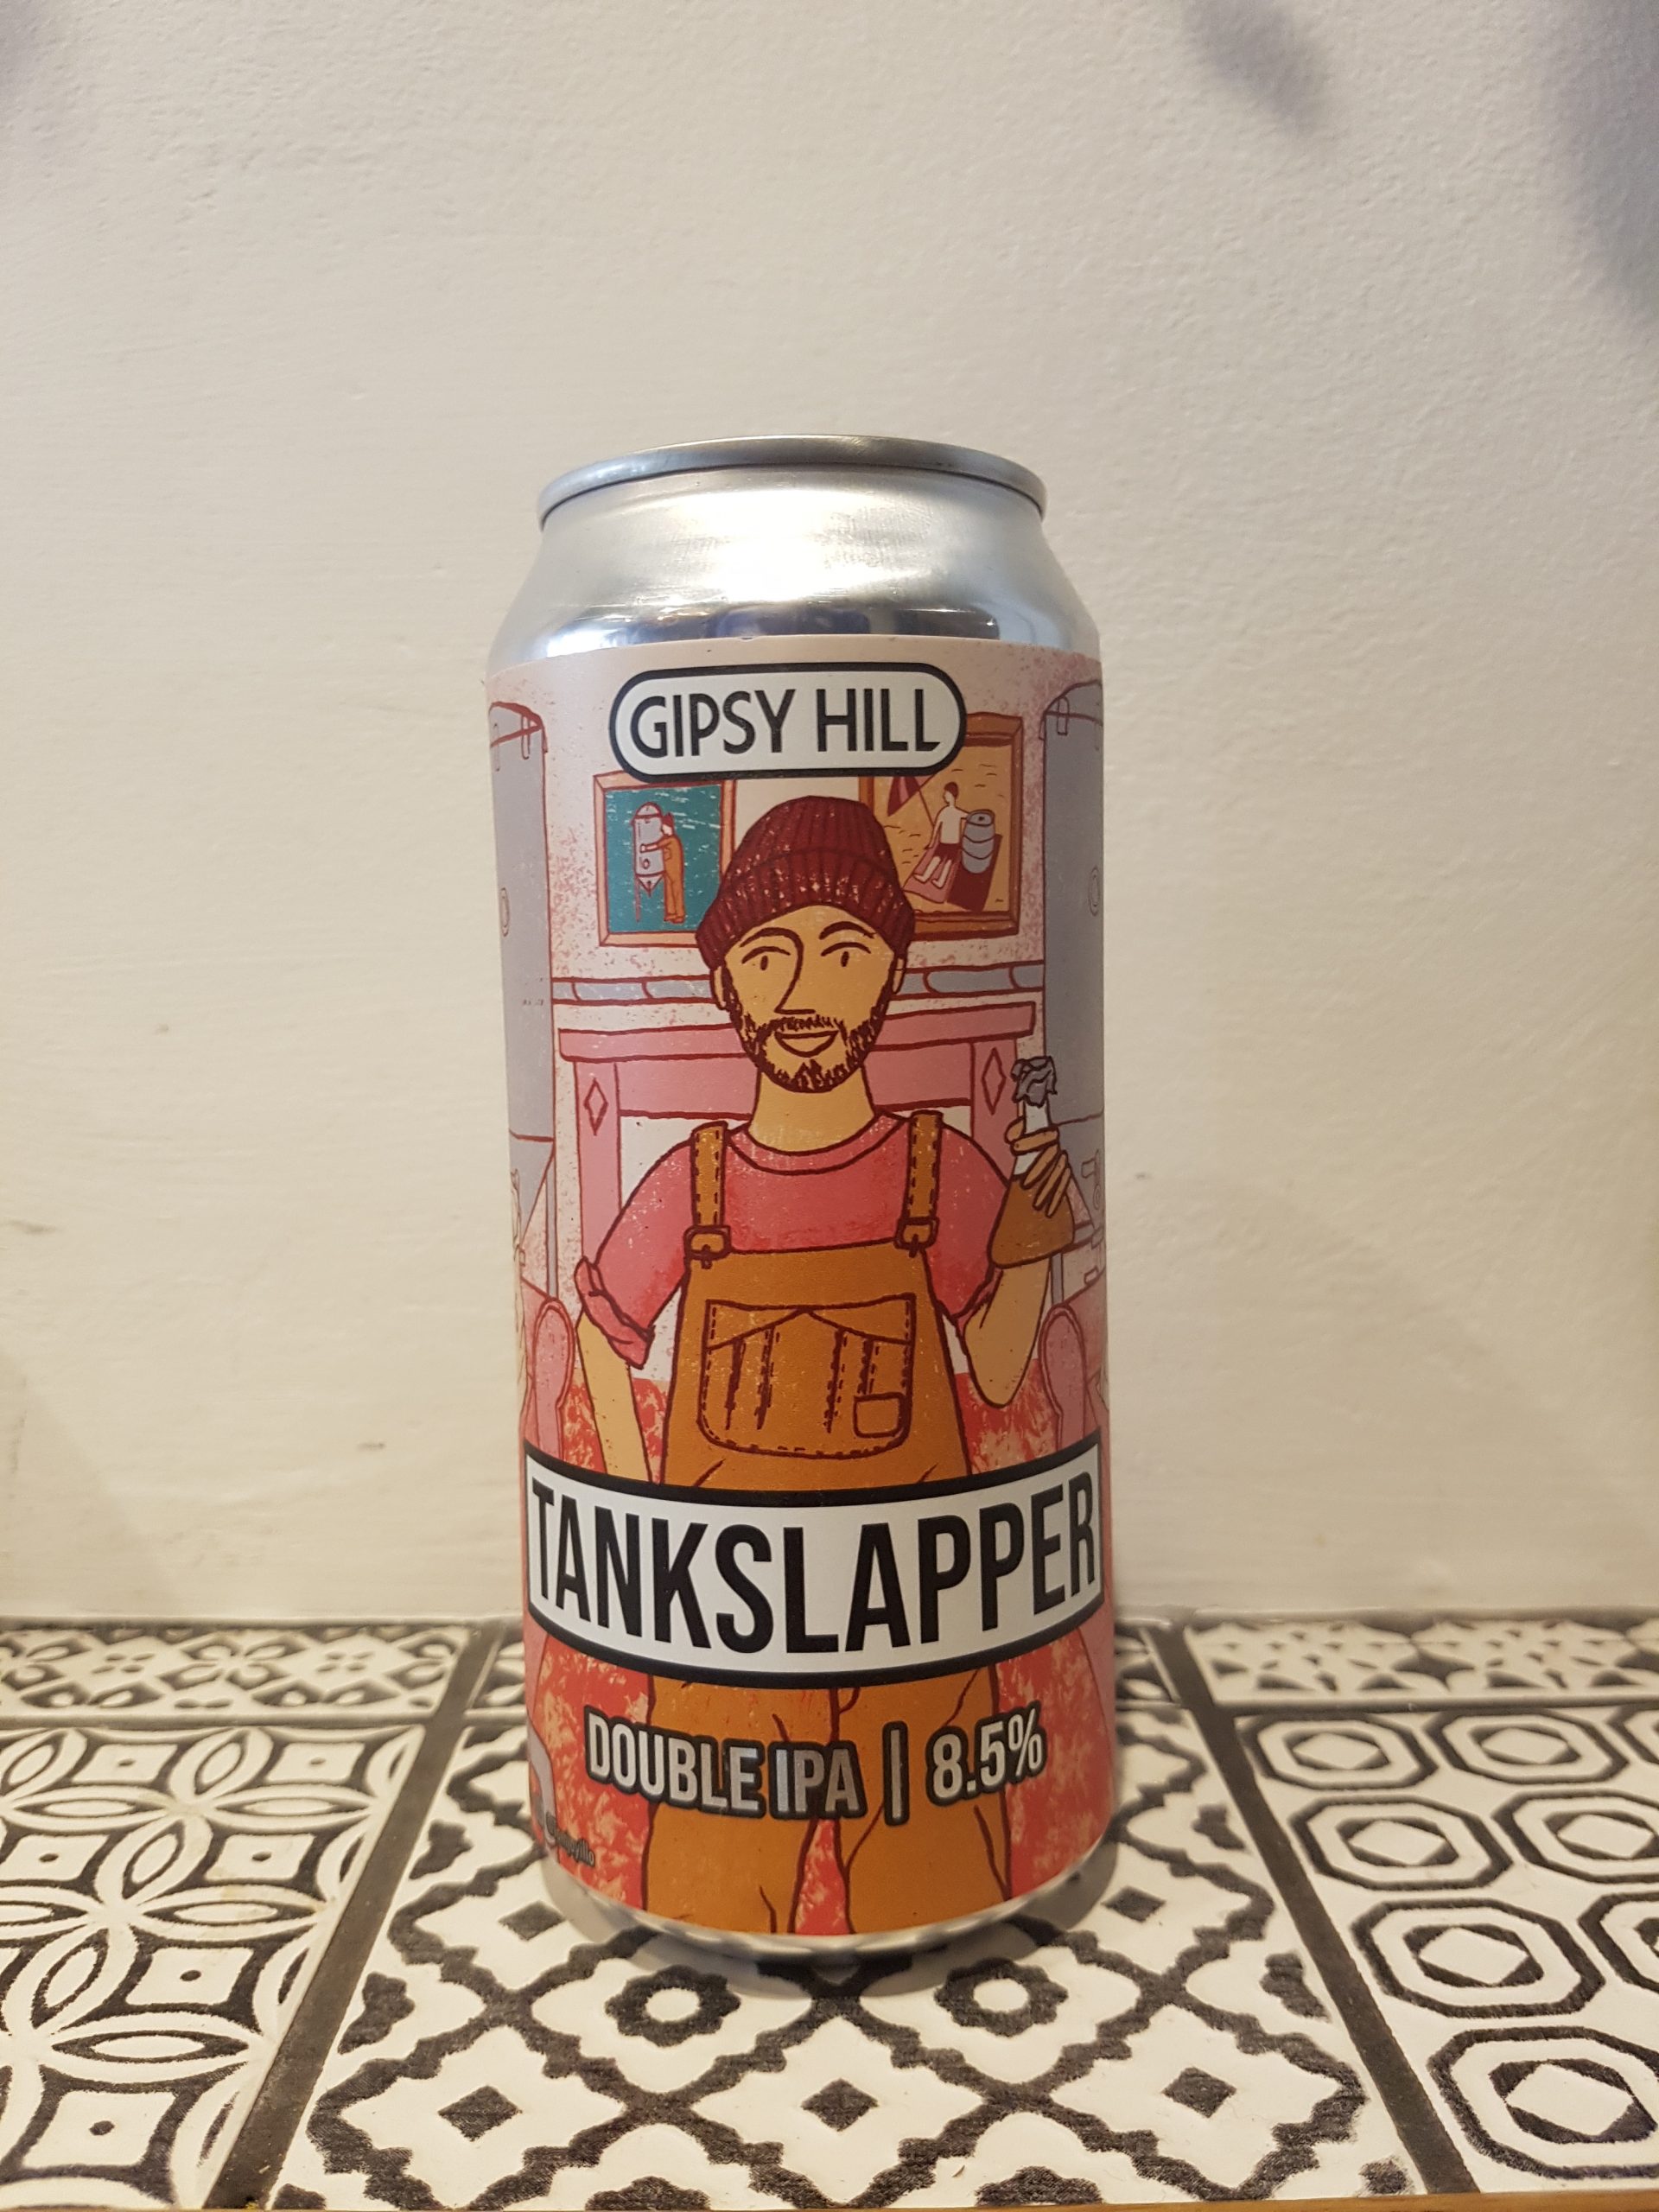 GIPSY HILL
TANKSLAPPER
DOUBLE IPA | 8.5%